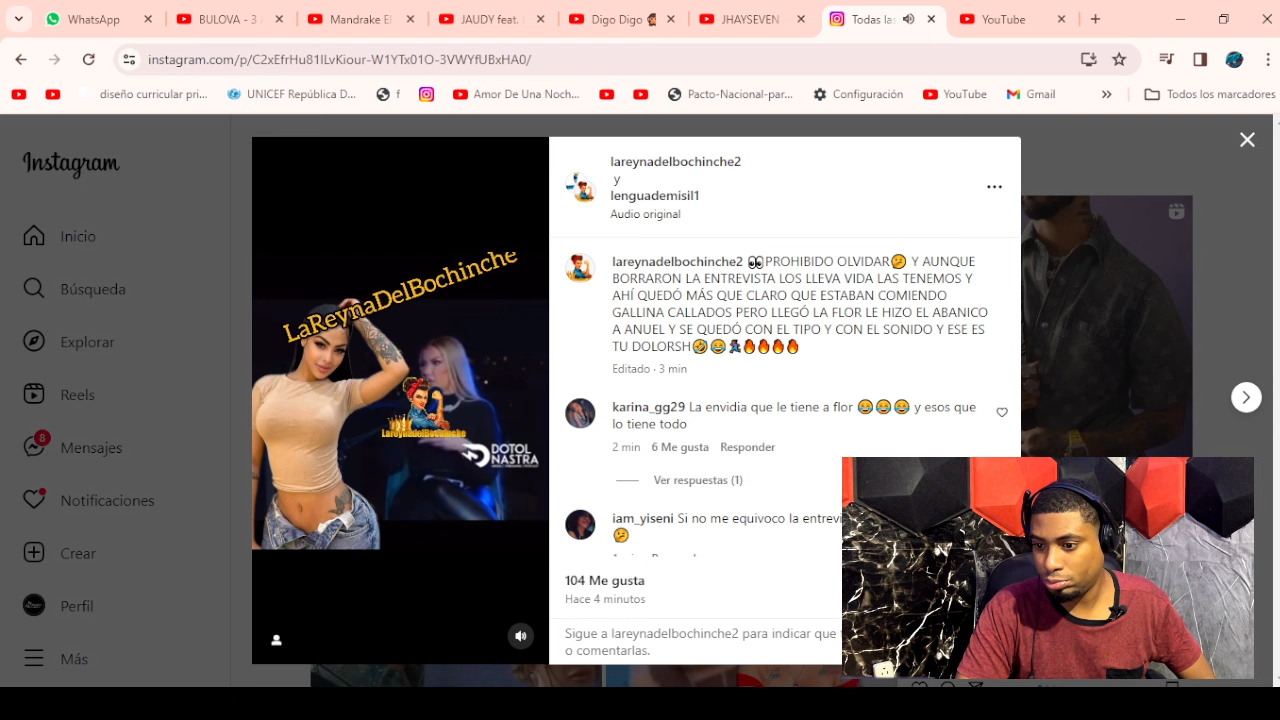 WhatsApp
BULOVA - 3
Mandrake E
JAUDY feat.
Digo Digo
JHAYSEVEN
Todas las
YouTube
instagram.com/p/C2xEfrHu81ILvKiour-W1YTx01O-3VWYfUBxHA0/
diseño curricular pri...
UNICEF República D...
f
Amor De Una Noch...
Pacto-Nacional-par...
Configuración
YouTube
Gmail
Todos los marcadores
Instagram
Inicio
Búsqueda
Explorar
Reels
8
Mensajes
Notificaciones
Crear
Perfil
Más
LaReynaDelBochinche
LareynadelBochinche
DOTOL
NASTRA
lareynadelbochinche2
y
lenguademisil1
Audio original
lareynadelbochinche2 👀PROHIBIDO OLVIDAR🤔 Y AUNQUE
BORRARON LA ENTREVISTA LOS LLEVA VIDA LAS TENEMOS Y
AHÍ QUEDÓ MÁS QUE CLARO QUE ESTABAN COMIENDO
GALLINA CALLADOS PERO LLEGÓ LA FLOR LE HIZO EL ABANICO
A ANUEL Y SE QUEDÓ CON EL TIPO Y CON EL SONIDO Y ESE ES
TU DOLORSH🤣😂🔥🔥🔥🔥
Editado · 3 min
karina_gg29 La envidia que le tiene a flor 😂😂😂 y esos que
lo tiene todo
2 min 6 Me gusta Responder
Ver respuestas (1)
iam_yiseni Si no me equivoco la entrevi
🤔
104 Me gusta
Hace 4 minutos
Sigue a lareynadelbochinche2 para indicar que
o comentarlas.